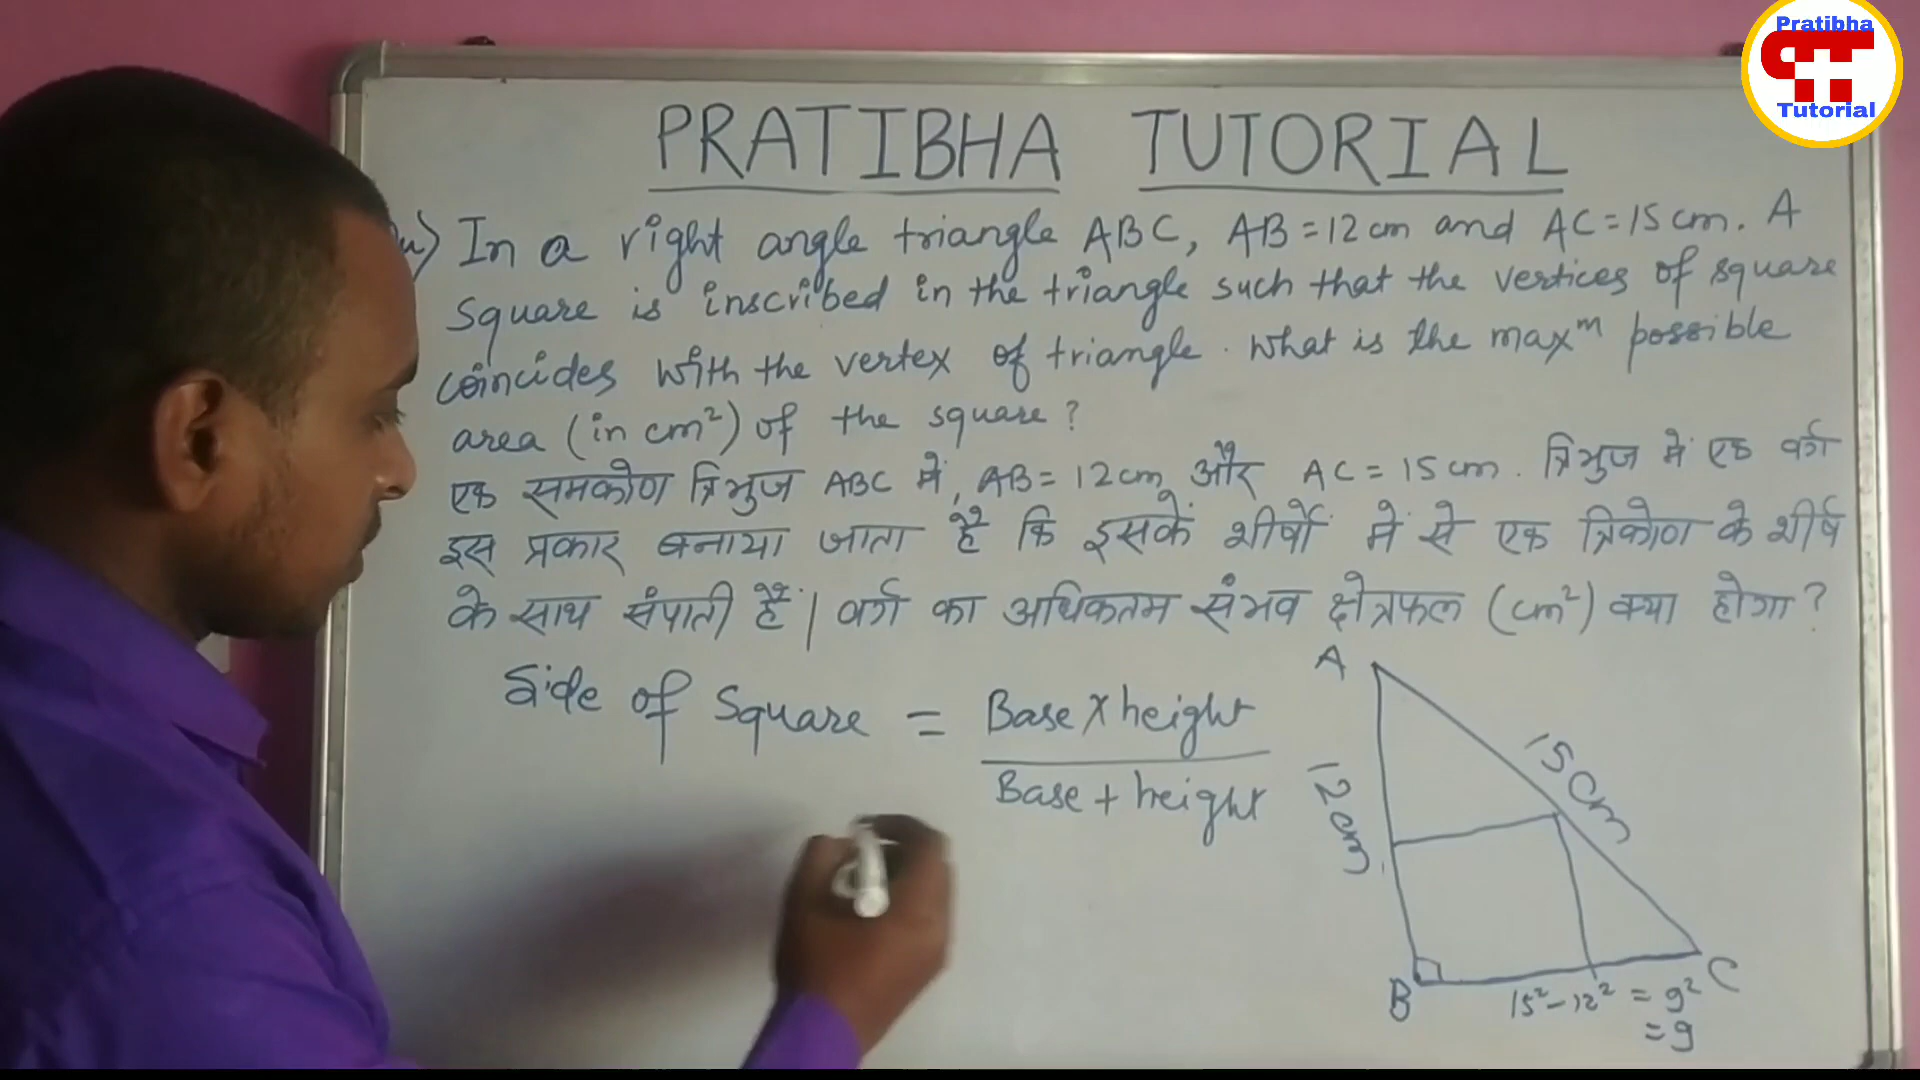 Pratibha
Tutorial
PRATIBHA TUTORIAL
In a right angle triangle ABC, AB = 12 cm and AC = 15 cm. A
square is inscribed in the triangle such that the vertices of square
coincides with the vertex of triangle. What is the maxᵐ possible
area (in cm²) of the square?
एक समकोण त्रिभुज ABC में, AB = 12 cm और AC = 15 cm. त्रिभुज में एक वर्ग
इस प्रकार बनाया जाता है कि इसके शीर्षों में से एक त्रिकोण के शीर्ष
के साथ संपाती हैं। वर्ग का अधिकतम संभव क्षेत्रफल (cm²) क्या होगा?
Side of Square = Base × height
Base + height
A
12 cm
15 cm
B
C
15² - 12² = 9²
= 9